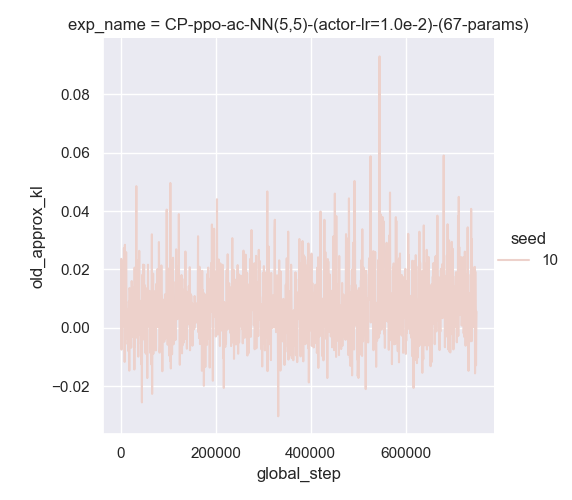 exp_name = CP-ppo-ac-NN(5,5)-(actor-lr=1.0e-2)-(67-params)
0.08
0.06
0.04
0.02
0.00
−0.02
old_approx_kl
seed
10
0
200000
400000
600000
global_step